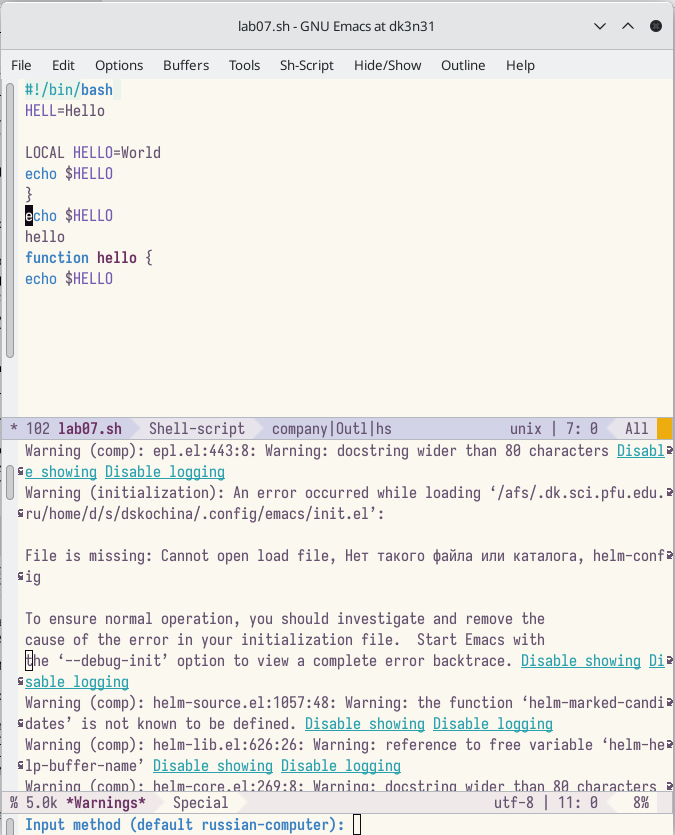 lab07.sh - GNU Emacs at dk3n31
File Edit Options Buffers Tools Sh-Script Hide/Show Outline Help
#!/bin/bash
HELL=Hello
LOCAL HELLO=World
echo $HELLO
}
echo $HELLO
hello
function hello {
echo $HELLO
* 102 lab07.sh Shell-script company|Outl|hs unix | 7: 0 All
Warning (comp): epl.el:443:8: Warning: docstring wider than 80 characters Disabl
e showing Disable logging
Warning (initialization): An error occurred while loading ‘/afs/.dk.sci.pfu.edu.
ru/home/d/s/dskochina/.config/emacs/init.el’:
File is missing: Cannot open load file, Нет такого файла или каталога, helm-conf
ig
To ensure normal operation, you should investigate and remove the
cause of the error in your initialization file.  Start Emacs with
the ‘--debug-init’ option to view a complete error backtrace. Disable showing Di
sable logging
Warning (comp): helm-source.el:1057:48: Warning: the function ‘helm-marked-candi
dates’ is not known to be defined. Disable showing Disable logging
Warning (comp): helm-lib.el:626:26: Warning: reference to free variable ‘helm-he
lp-buffer-name’ Disable showing Disable logging
Warning (comp): helm-core.el:269:8: Warning: docstring wider than 80 characters
% 5.0k *Warnings* Special utf-8 | 11: 0 8%
Input method (default russian-computer):